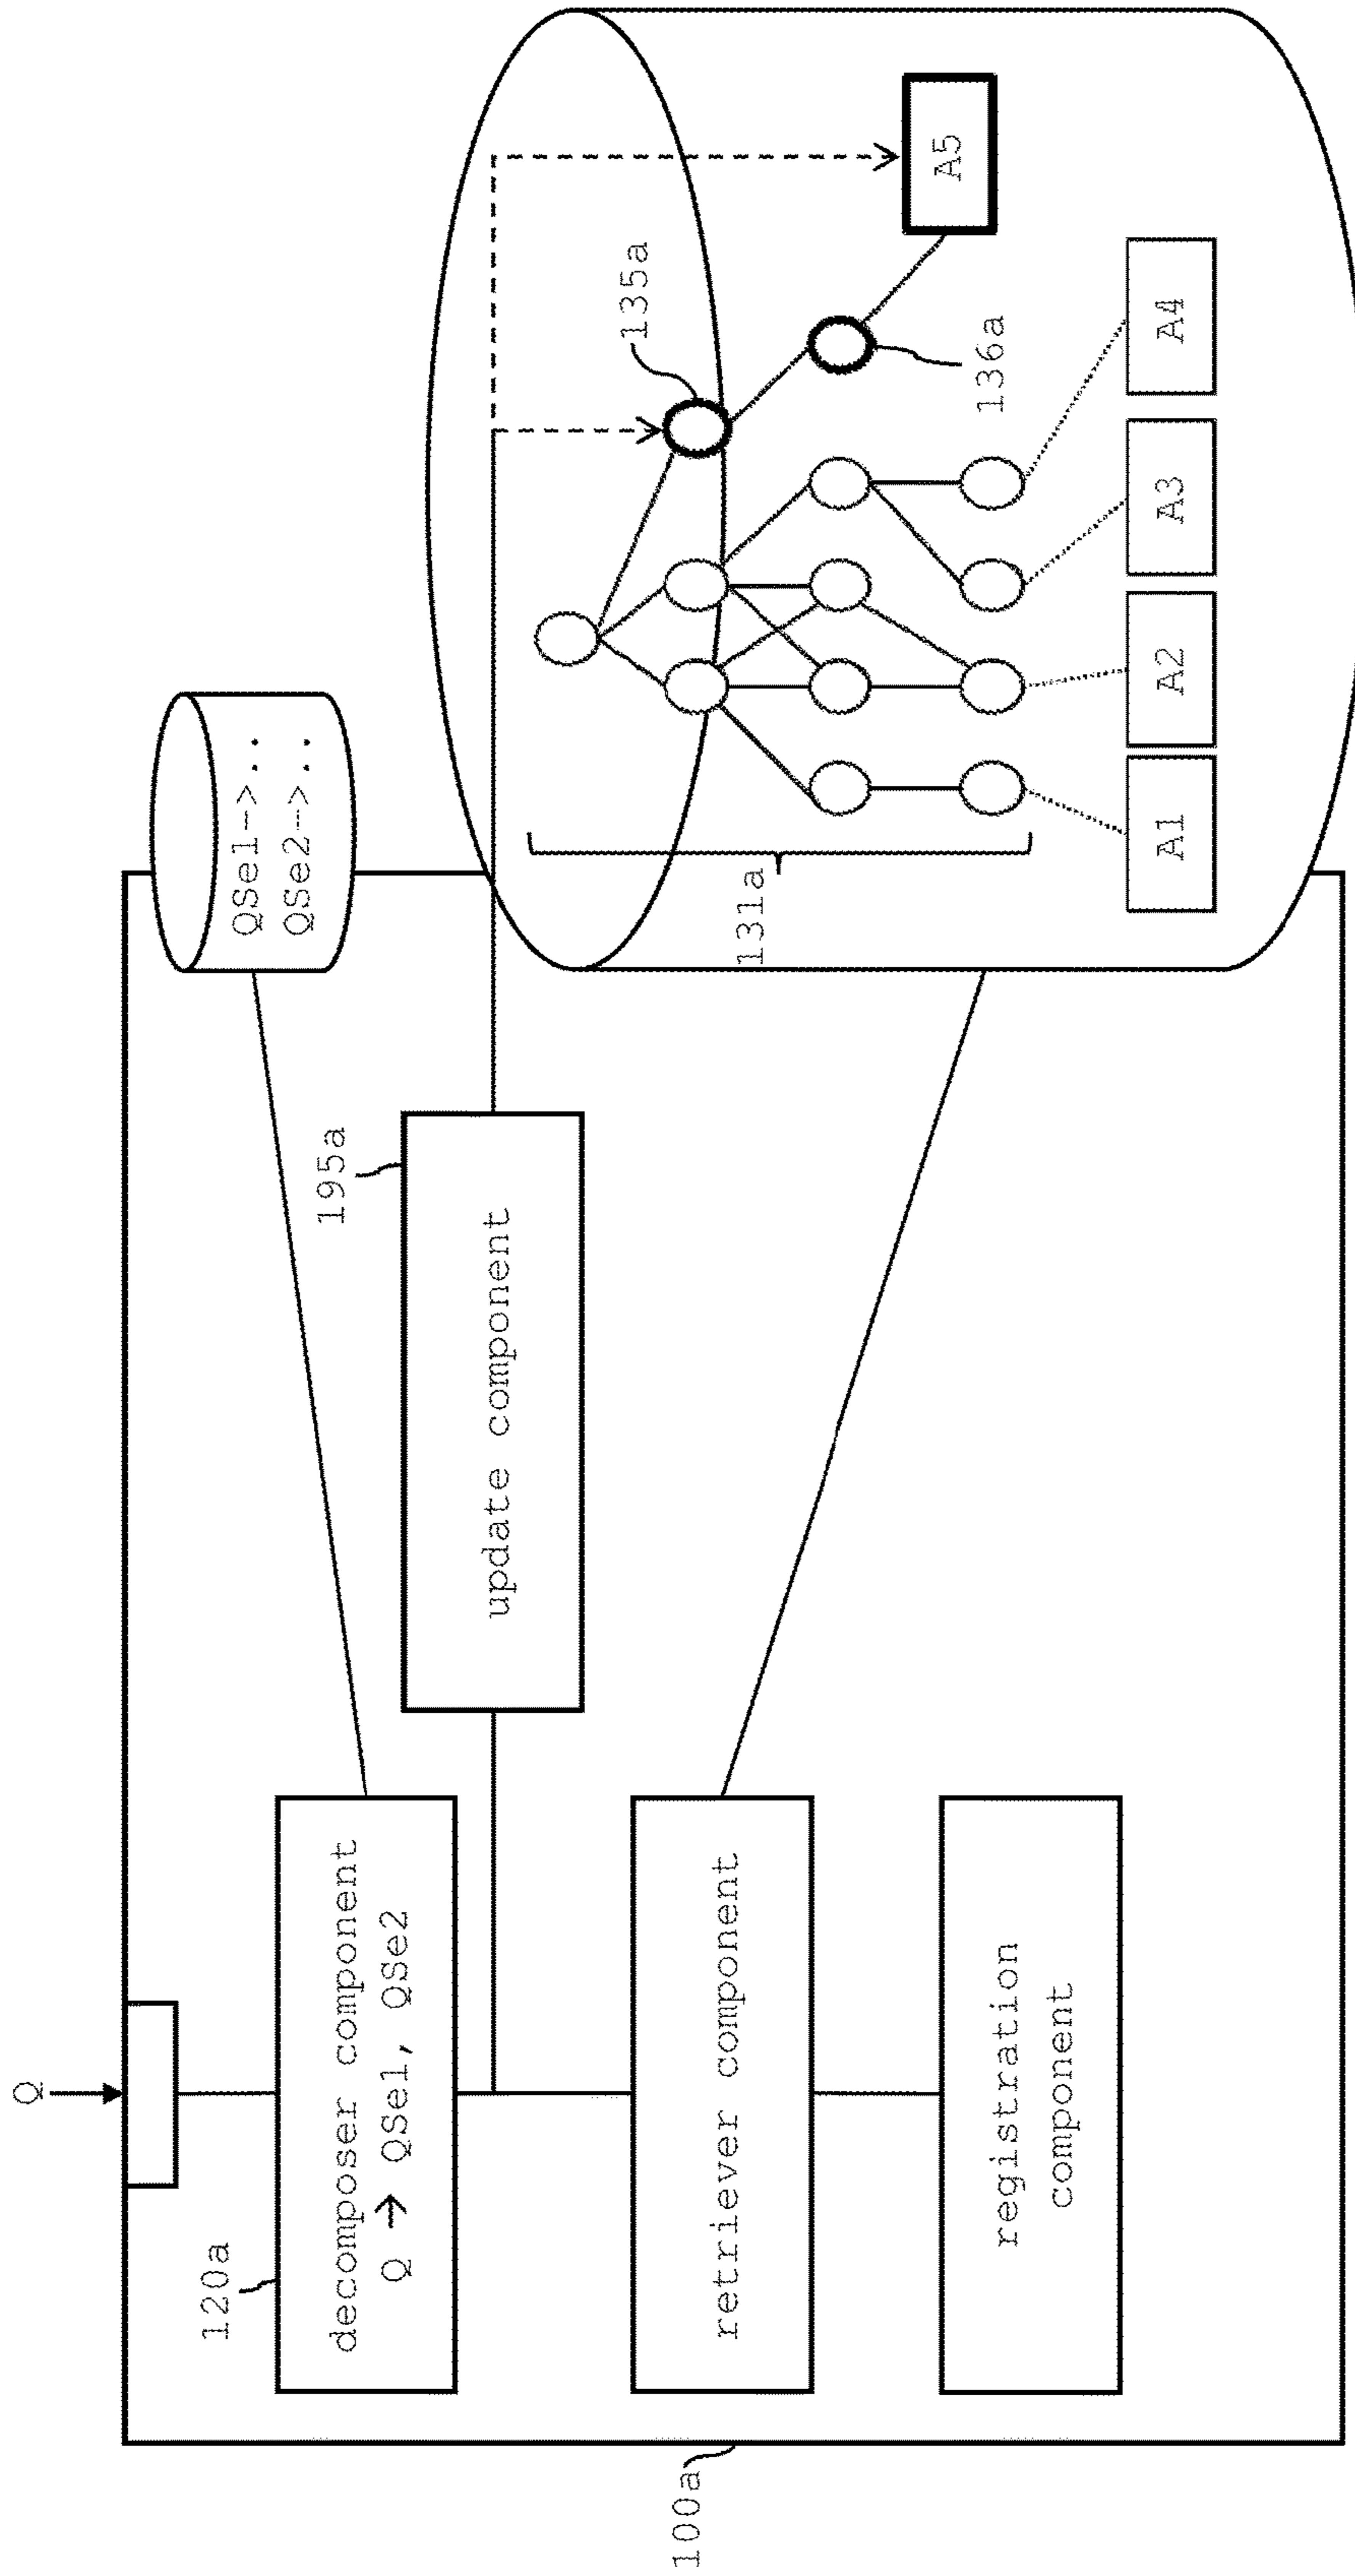 Q
120a
decomposer component
Q → QSe1, QSe2
QSe1->..
QSe2->..
195a
update component
135a
136a
131a
A5
retriever component
A1
A2
A3
A4
registration
component
100a